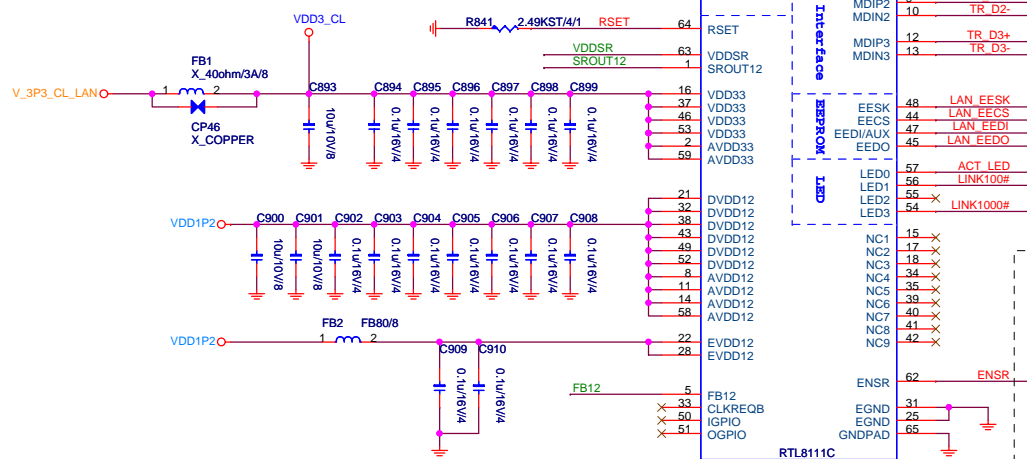 VDD3_CL
FB1
X_40ohm/3A/8
V_3P3_CL_LAN
1
2
CP46
X_COPPER
C893
C894
C895
C896
C897
C898
C899
10u/10V/8
0.1u/16V/4
0.1u/16V/4
0.1u/16V/4
0.1u/16V/4
0.1u/16V/4
0.1u/16V/4
VDD1P2
C900
C901
C902
C903
C904
C905
C906
C907
C908
10u/10V/8
10u/10V/8
0.1u/16V/4
0.1u/16V/4
0.1u/16V/4
0.1u/16V/4
0.1u/16V/4
0.1u/16V/4
0.1u/16V/4
VDD1P2
FB2
FB80/8
1
2
C909
C910
0.1u/16V/4
0.1u/16V/4
R841
2.49KST/4/1
RSET
VDDSR
SROUT12
FB12
64 RSET
63 VDDSR
1 SROUT12
16 VDD33
37 VDD33
46 VDD33
53 VDD33
2 AVDD33
59 AVDD33
21 DVDD12
32 DVDD12
38 DVDD12
43 DVDD12
49 DVDD12
52 DVDD12
8 AVDD12
11 AVDD12
14 AVDD12
58 AVDD12
22 EVDD12
28 EVDD12
5 FB12
33 CLKREQB
50 IGPIO
51 OGPIO
Interface
EEPROM
LED
MDIP2
MDIN2 10 TR_D2-
MDIP3 12 TR_D3+
MDIN3 13 TR_D3-
EESK 48 LAN_EESK
EECS 44 LAN_EECS
EEDI/AUX 47 LAN_EEDI
EEDO 45 LAN_EEDO
LED0 57 ACT_LED
LED1 56 LINK100#
LED2 55
LED3 54 LINK1000#
NC1 15
NC2 17
NC3 18
NC4 34
NC5 35
NC6 39
NC7 40
NC8 41
NC9 42
ENSR 62 ENSR
EGND 31
EGND 25
GNDPAD 65
RTL8111C